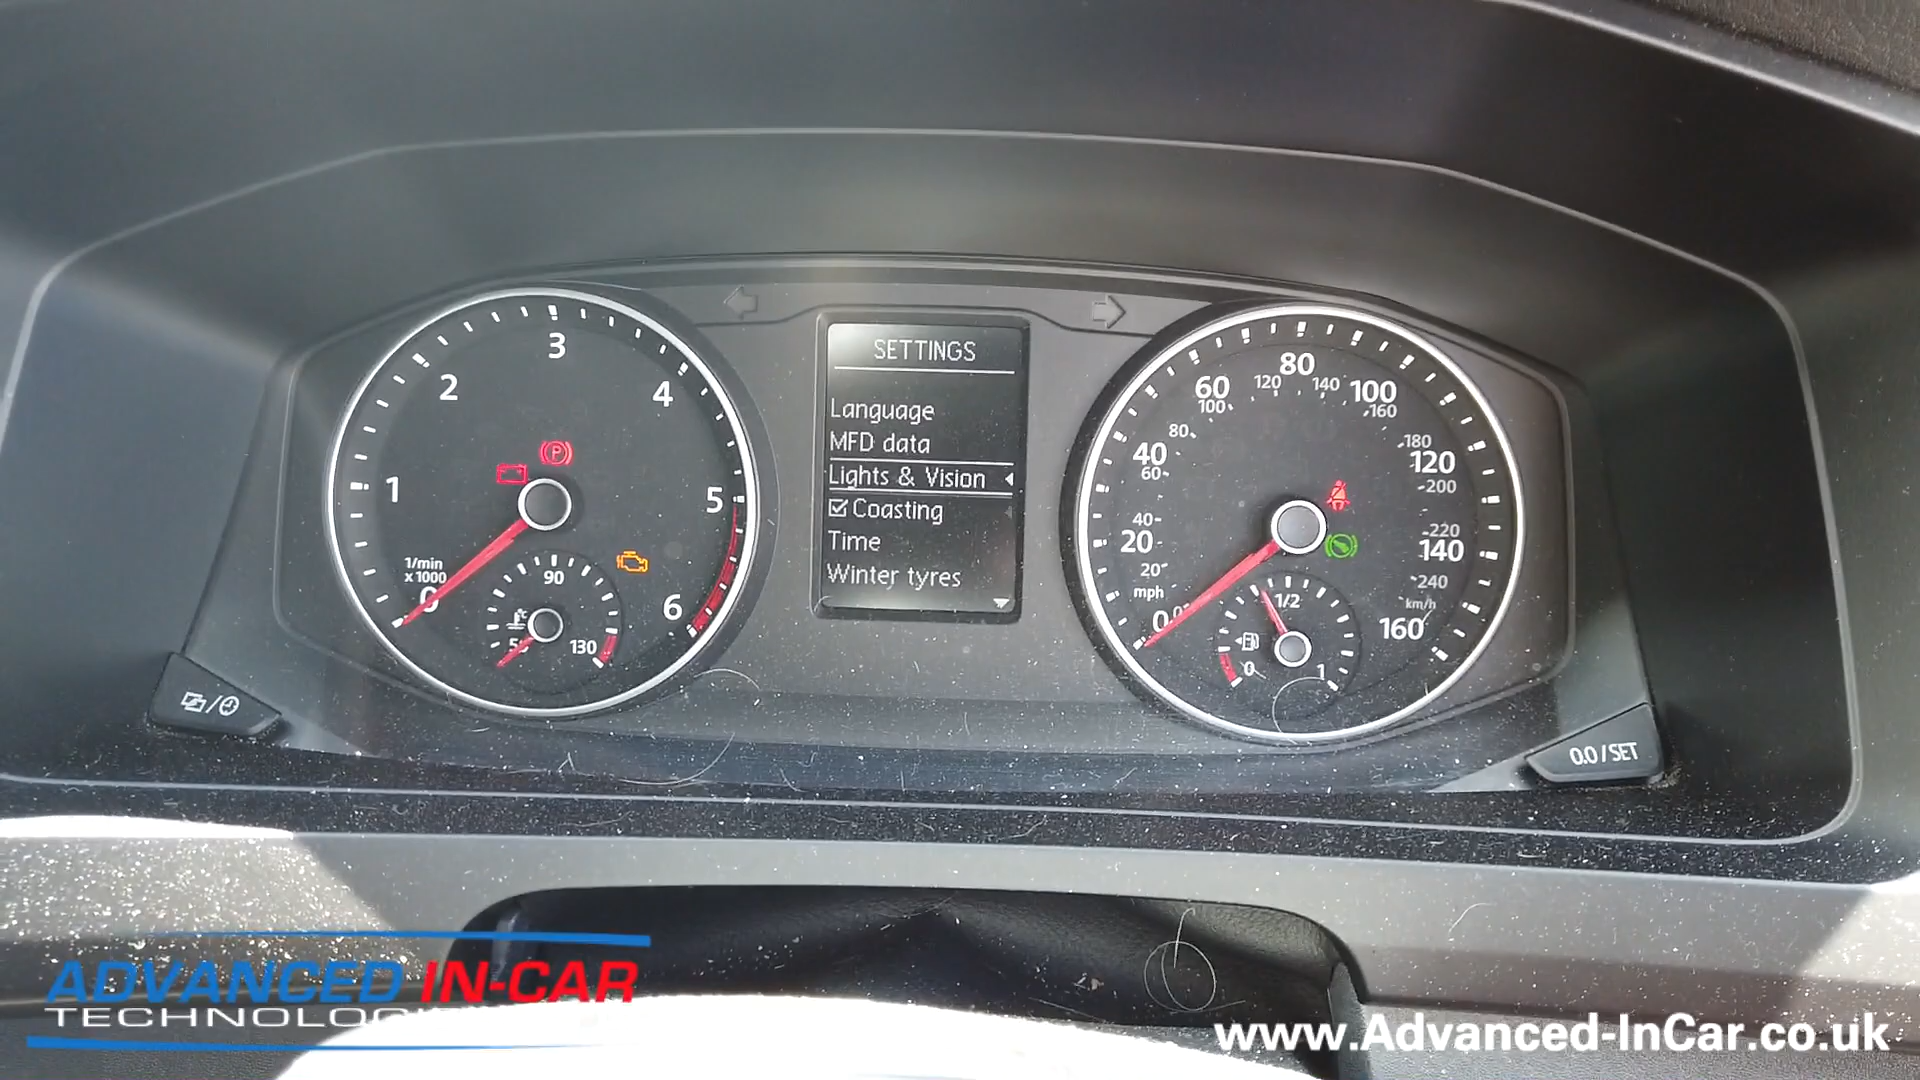 SETTINGS
Language
MFD data
Lights & Vision
Coasting
Time
Winter tyres
0
1
2
3
4
5
6
1/min
x 1000
P
90
130
0
20
40
60
80
100
120
140
160
mph
20
40
60
80
100
120
140
160
180
200
220
240
km/h
0
1/2
1
0.0/SET
ADVANCED IN-CAR
www.Advanced-InCar.co.uk